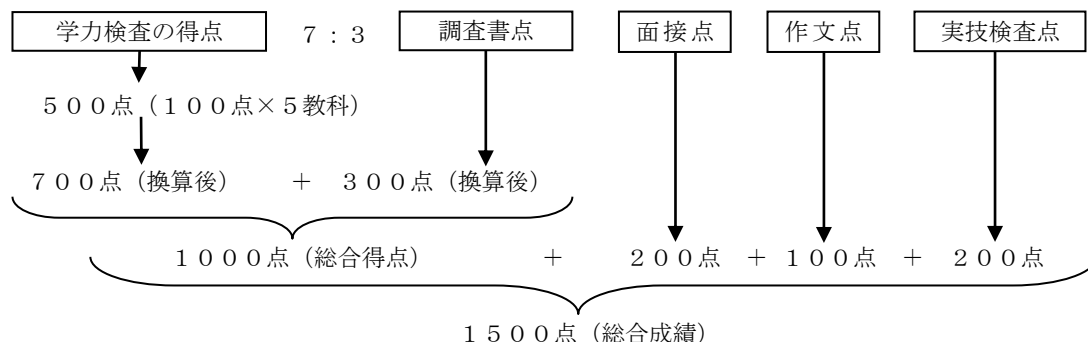 学力検査の得点 ７：３ 調査書点 面接点 作文点 実技検査点
５００点（１００点×５教科）
７００点（換算後） ＋ ３００点（換算後）
１０００点（総合得点） ＋ ２００点 ＋１００点 ＋ ２００点
１５００点（総合成績）